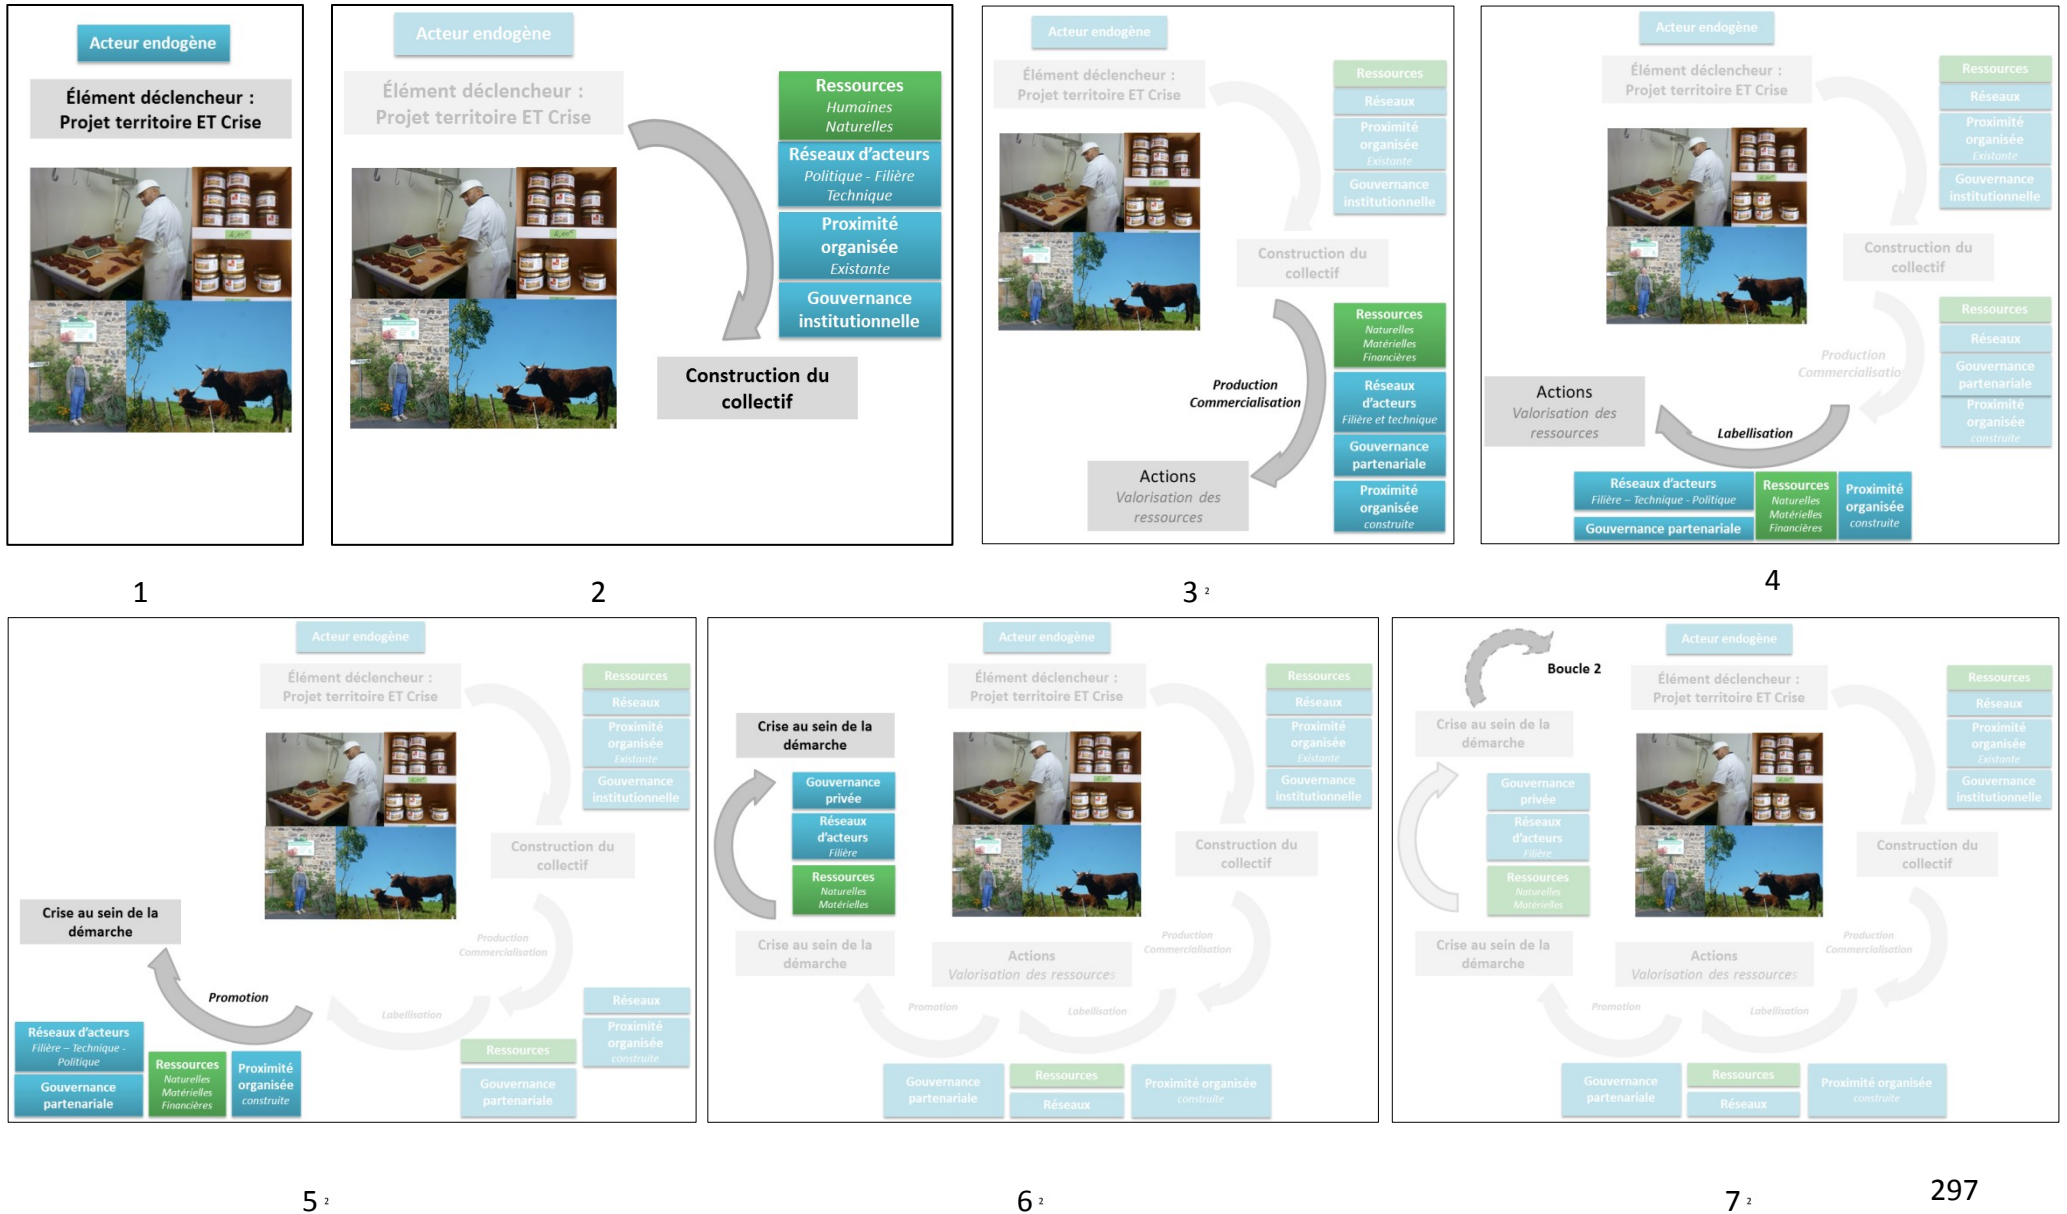 Acteur endogène
Élément déclencheur :
Projet territoire ET Crise
1
Acteur endogène
Élément déclencheur :
Projet territoire ET Crise
Ressources
Humaines
Naturelles
Réseaux d'acteurs
Politique - Filière
Technique
Proximité
organisée
Existante
Gouvernance
institutionnelle
Construction du
collectif
2
Acteur endogène
Élément déclencheur :
Projet territoire ET Crise
Ressources
Réseaux
Proximité
organisée
Existante
Gouvernance
institutionnelle
Construction du
collectif
Production
Commercialisation
Ressources
Naturelles
Matérielles
Financières
Réseaux
d'acteurs
Filière et technique
Gouvernance
partenariale
Proximité
organisée
construite
Actions
Valorisation des
ressources
3 2
Acteur endogène
Élément déclencheur :
Projet territoire ET Crise
Ressources
Réseaux
Proximité
organisée
Existante
Gouvernance
institutionnelle
Construction du
collectif
Ressources
Réseaux
Gouvernance
partenariale
Proximité
organisée
construite
Production
Commercialisatio
Actions
Valorisation des
ressources
Labellisation
Réseaux d'acteurs
Filière – Technique - Politique
Gouvernance partenariale
Ressources
Naturelles
Matérielles
Financières
Proximité
organisée
construite
4
Acteur endogène
Élément déclencheur :
Projet territoire ET Crise
Ressources
Réseaux
Proximité
organisée
Existante
Gouvernance
institutionnelle
Construction du
collectif
Production
Commercialisation
Crise au sein de la
démarche
Promotion
Labellisation
Réseaux
Proximité
organisée
construite
Ressources
Gouvernance
partenariale
Réseaux d'acteurs
Filière – Technique -
Politique
Gouvernance
partenariale
Ressources
Naturelles
Matérielles
Financières
Proximité
organisée
construite
5 2
Acteur endogène
Élément déclencheur :
Projet territoire ET Crise
Ressources
Réseaux
Proximité
organisée
Existante
Gouvernance
institutionnelle
Crise au sein de la
démarche
Gouvernance
privée
Réseaux
d'acteurs
Filière
Ressources
Naturelles
Matérielles
Construction du
collectif
Production
Commercialisation
Crise au sein de la
démarche
Actions
Valorisation des ressources
Promotion
Labellisation
Gouvernance
partenariale
Ressources
Réseaux
Proximité organisée
construite
6 2
Boucle 2
Acteur endogène
Élément déclencheur :
Projet territoire ET Crise
Ressources
Réseaux
Proximité
organisée
Existante
Gouvernance
institutionnelle
Crise au sein de la
démarche
Gouvernance
privée
Réseaux
d'acteurs
Filière
Ressources
Naturelles
Matérielles
Construction du
collectif
Production
Commercialisation
Crise au sein de la
démarche
Actions
Valorisation des ressources
Promotion
Labellisation
Gouvernance
partenariale
Ressources
Réseaux
Proximité organisée
construite
7 2
297